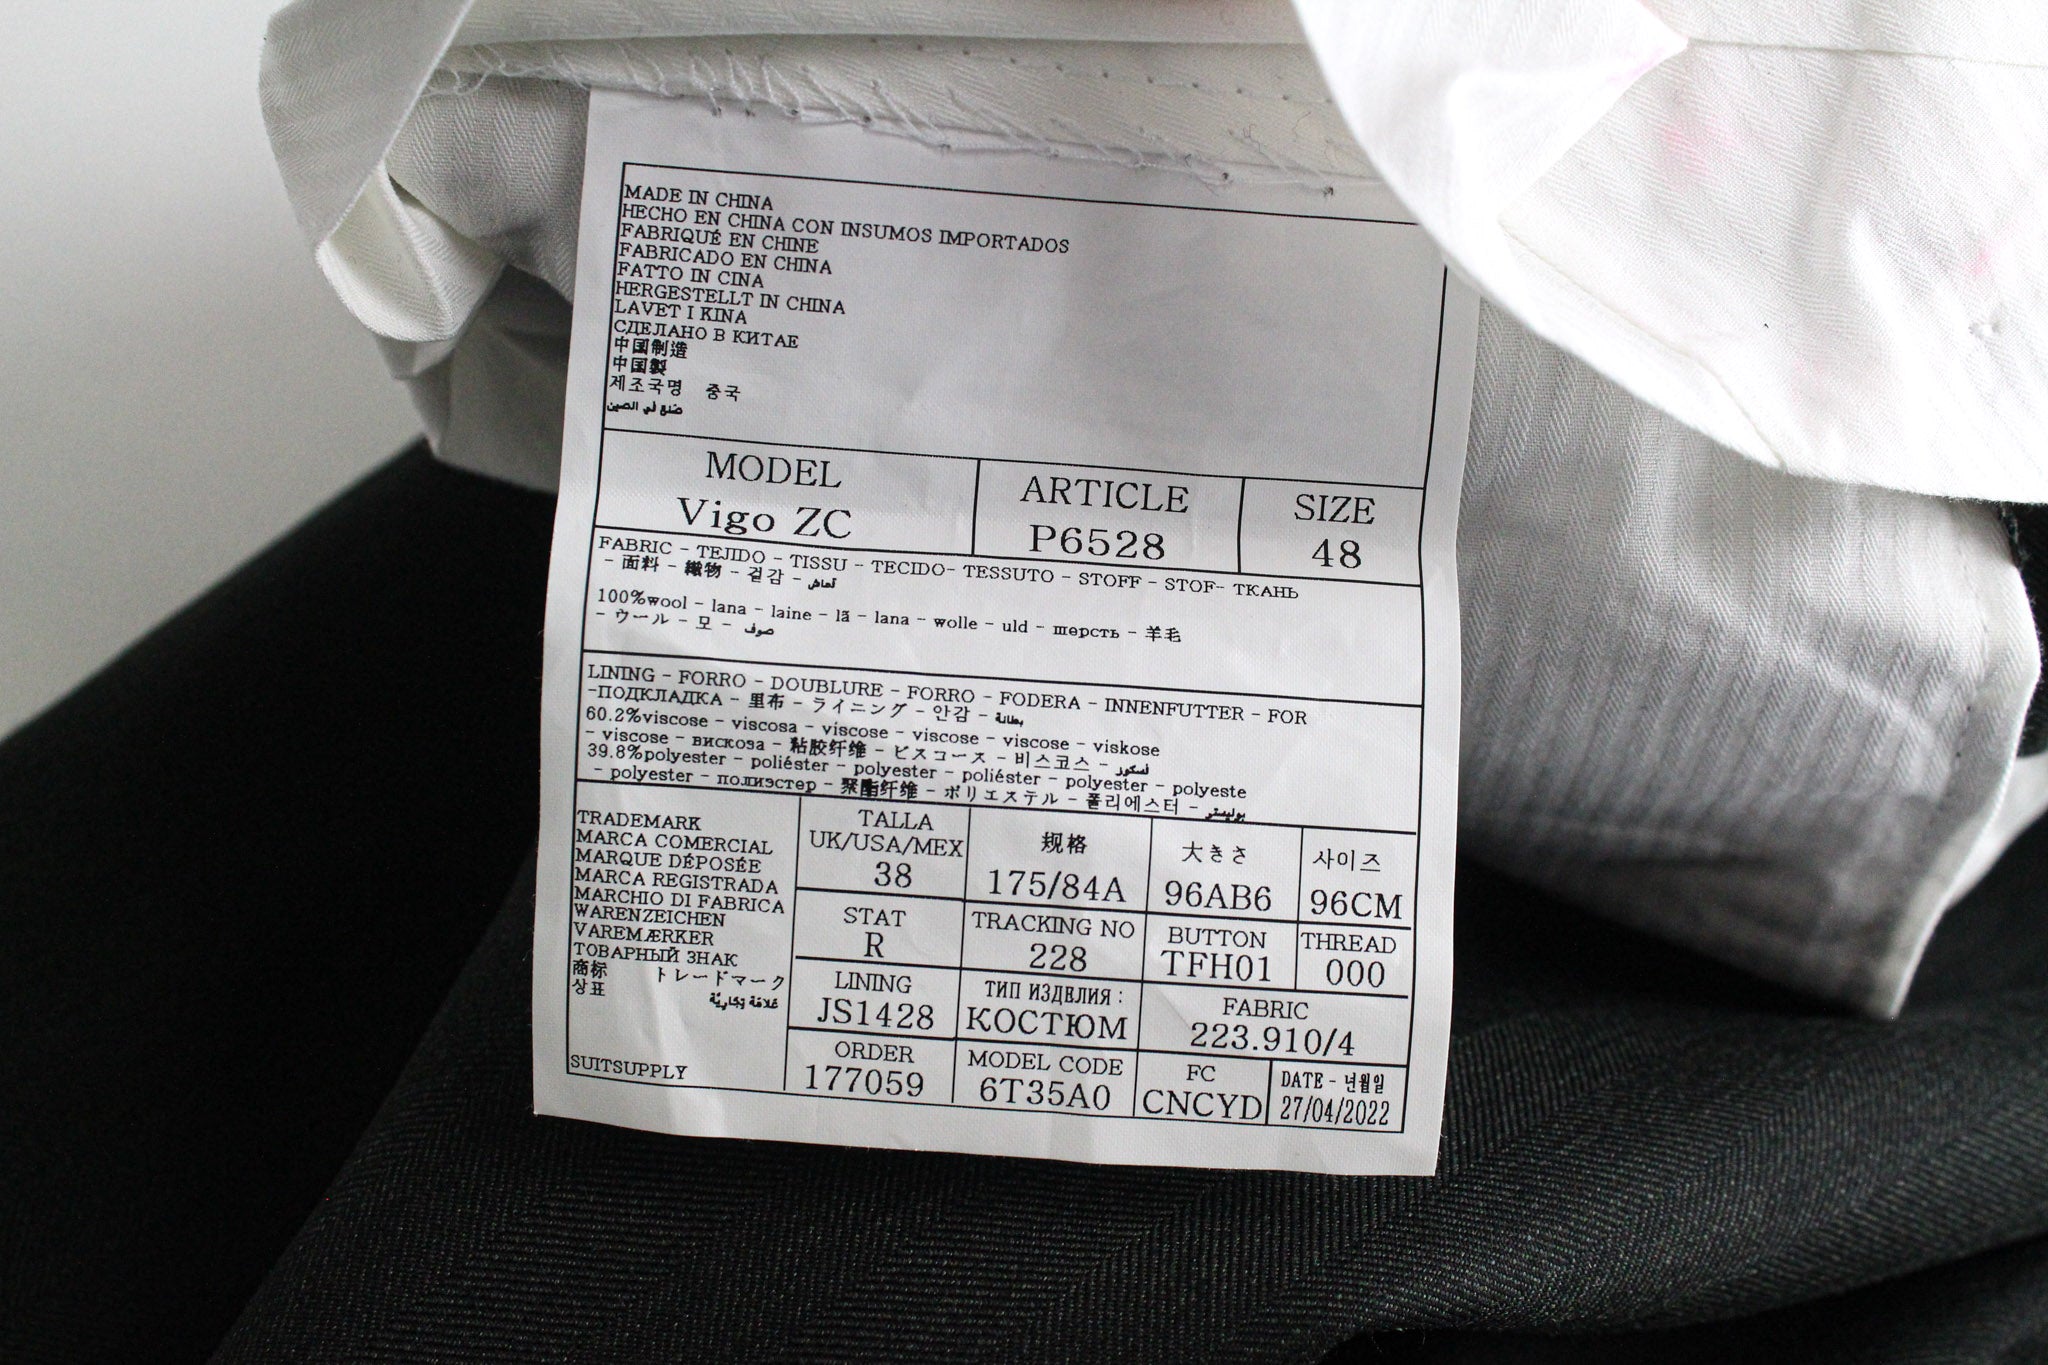 MADE IN CHINA
HECHO EN CHINA CON INSUMOS IMPORTADOS
FABRIQUÉ EN CHINE
FABRICADO EN CHINA
FATTO IN CINA
HERGESTELLT IN CHINA
LAVET I KINA
СДЕЛАНО В КИТАЕ
中国制造
中国製
제조국명 중국
صنع في الصين
MODEL ARTICLE SIZE
Vigo ZC P6528 48
FABRIC - TEJIDO - TISSU - TECIDO- TESSUTO - STOFF - STOF- ТКАНЬ
- 面料 - 織物 - 겉감 - قماش
100%wool - lana - laine - lã - lana - wolle - uld - шерсть - 羊毛
- ウール - 모 - صوف
LINING - FORRO - DOUBLURE - FORRO - FODERA - INNENFUTTER - FOR
-ПОДКЛАДКА - 里布 - ライニング - 안감 - بطانة
60.2%viscose - viscosa - viscose - viscose - viscose - viskose
- viscose - вискоза - 粘胶纤维 - ビスコース - 비스코스 - فسكوز
39.8%polyester - poliéster - polyester - poliéster - polyester - polyeste
- polyester - полиэстер - 聚酯纤维 - ポリエステル - 폴리에스터 - بوليستر
TRADEMARK
MARCA COMERCIAL
MARQUE DÉPOSÉE
MARCA REGISTRADA
MARCHIO DI FABRICA
WARENZEICHEN
VAREMÆRKER
ТОВАРНЫЙ ЗНАК
商标 トレードマーク
상표 علامة تجارية
SUITSUPPLY
TALLA
UK/USA/MEX 规格 大きさ 사이즈
38 175/84A 96AB6 96CM
STAT TRACKING NO BUTTON THREAD
R 228 TFH01 000
LINING ТИП ИЗДЕЛИЯ: FABRIC
JS1428 КОСТЮМ 223.910/4
ORDER MODEL CODE FC DATE - 년월일
177059 6T35A0 CNCYD 27/04/2022